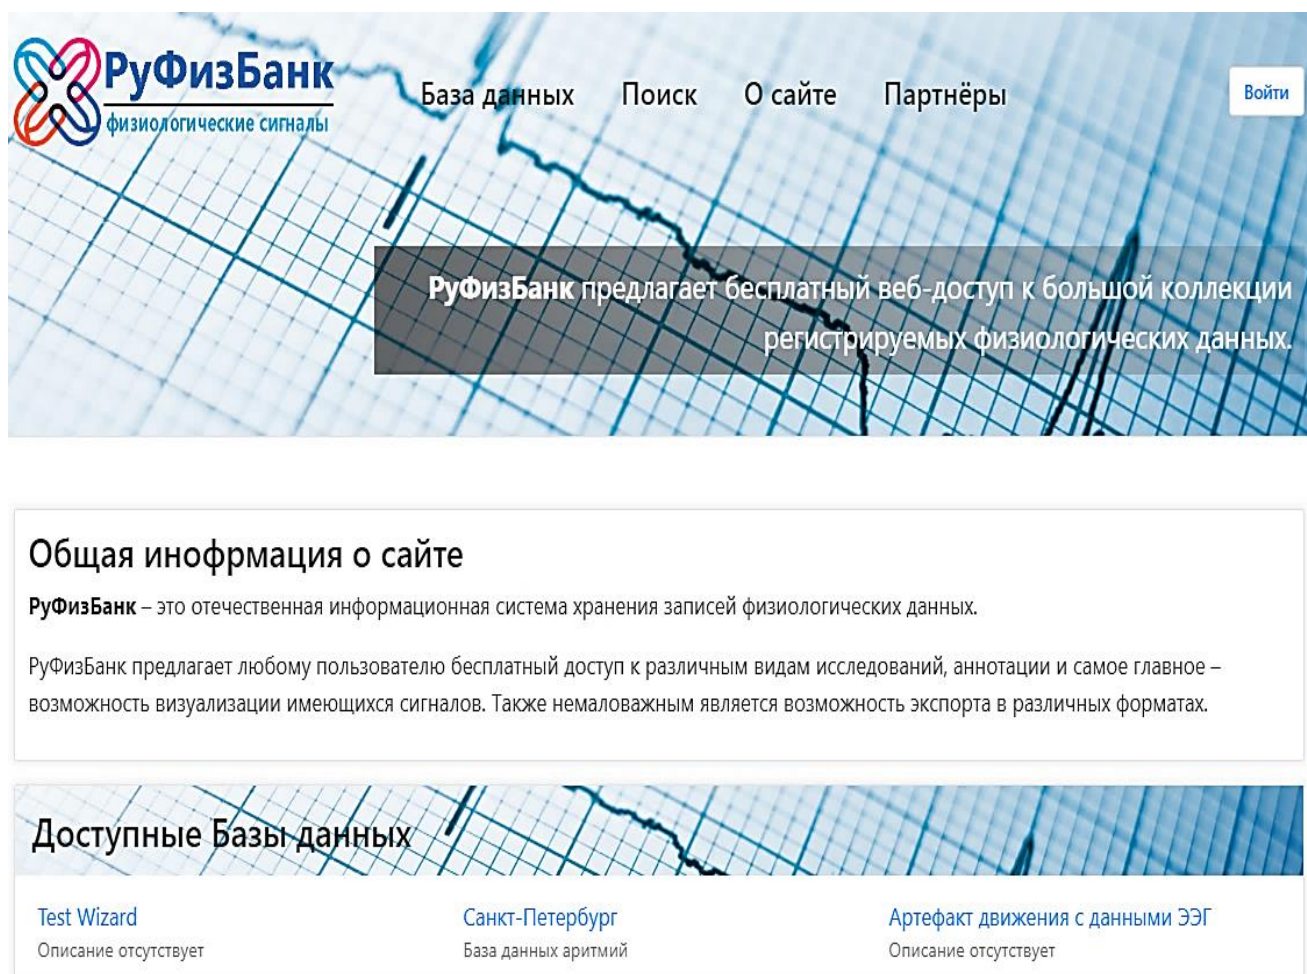 РуФизБанк
физиологические сигналы
База данных Поиск О сайте Партнёры Войти
РуФизБанк предлагает бесплатный веб-доступ к большой коллекции
регистрируемых физиологических данных.
Общая инофрмация о сайте
РуФизБанк – это отечественная информационная система хранения записей физиологических данных.
РуФизБанк предлагает любому пользователю бесплатный доступ к различным видам исследований, аннотации и самое главное –
возможность визуализации имеющихся сигналов. Также немаловажным является возможность экспорта в различных форматах.
Доступные Базы данных
Test Wizard Санкт-Петербург Артефакт движения с данными ЭЭГ
Описание отсутствует База данных аритмий Описание отсутствует